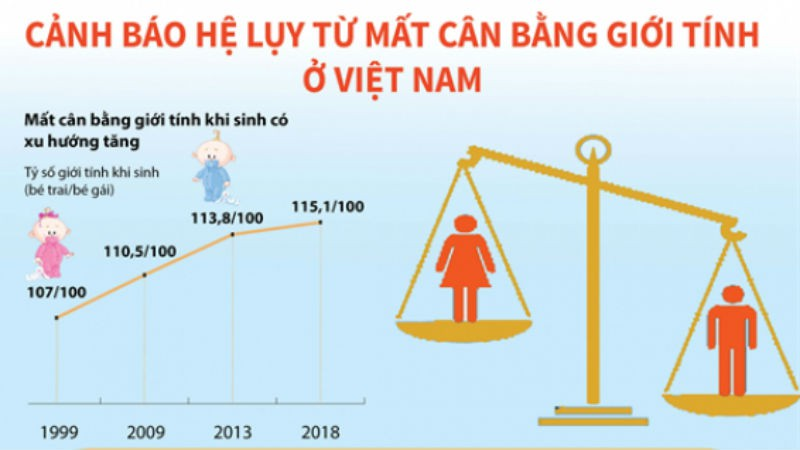 CẢNH BÁO HỆ LỤY TỪ MẤT CÂN BẰNG GIỚI TÍNH
Ở VIỆT NAM
Mất cân bằng giới tính khi sinh có
xu hướng tăng
Tỷ số giới tính khi sinh
(bé trai/bé gái)
107/100
110,5/100
113,8/100
115,1/100
1999
2009
2013
2018